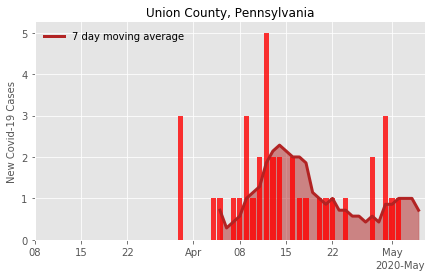 Union County, Pennsylvania
7 day moving average
New Covid-19 Cases
5
4
3
2
1
0
08 15 22 Apr 08 15 22 May
2020-May